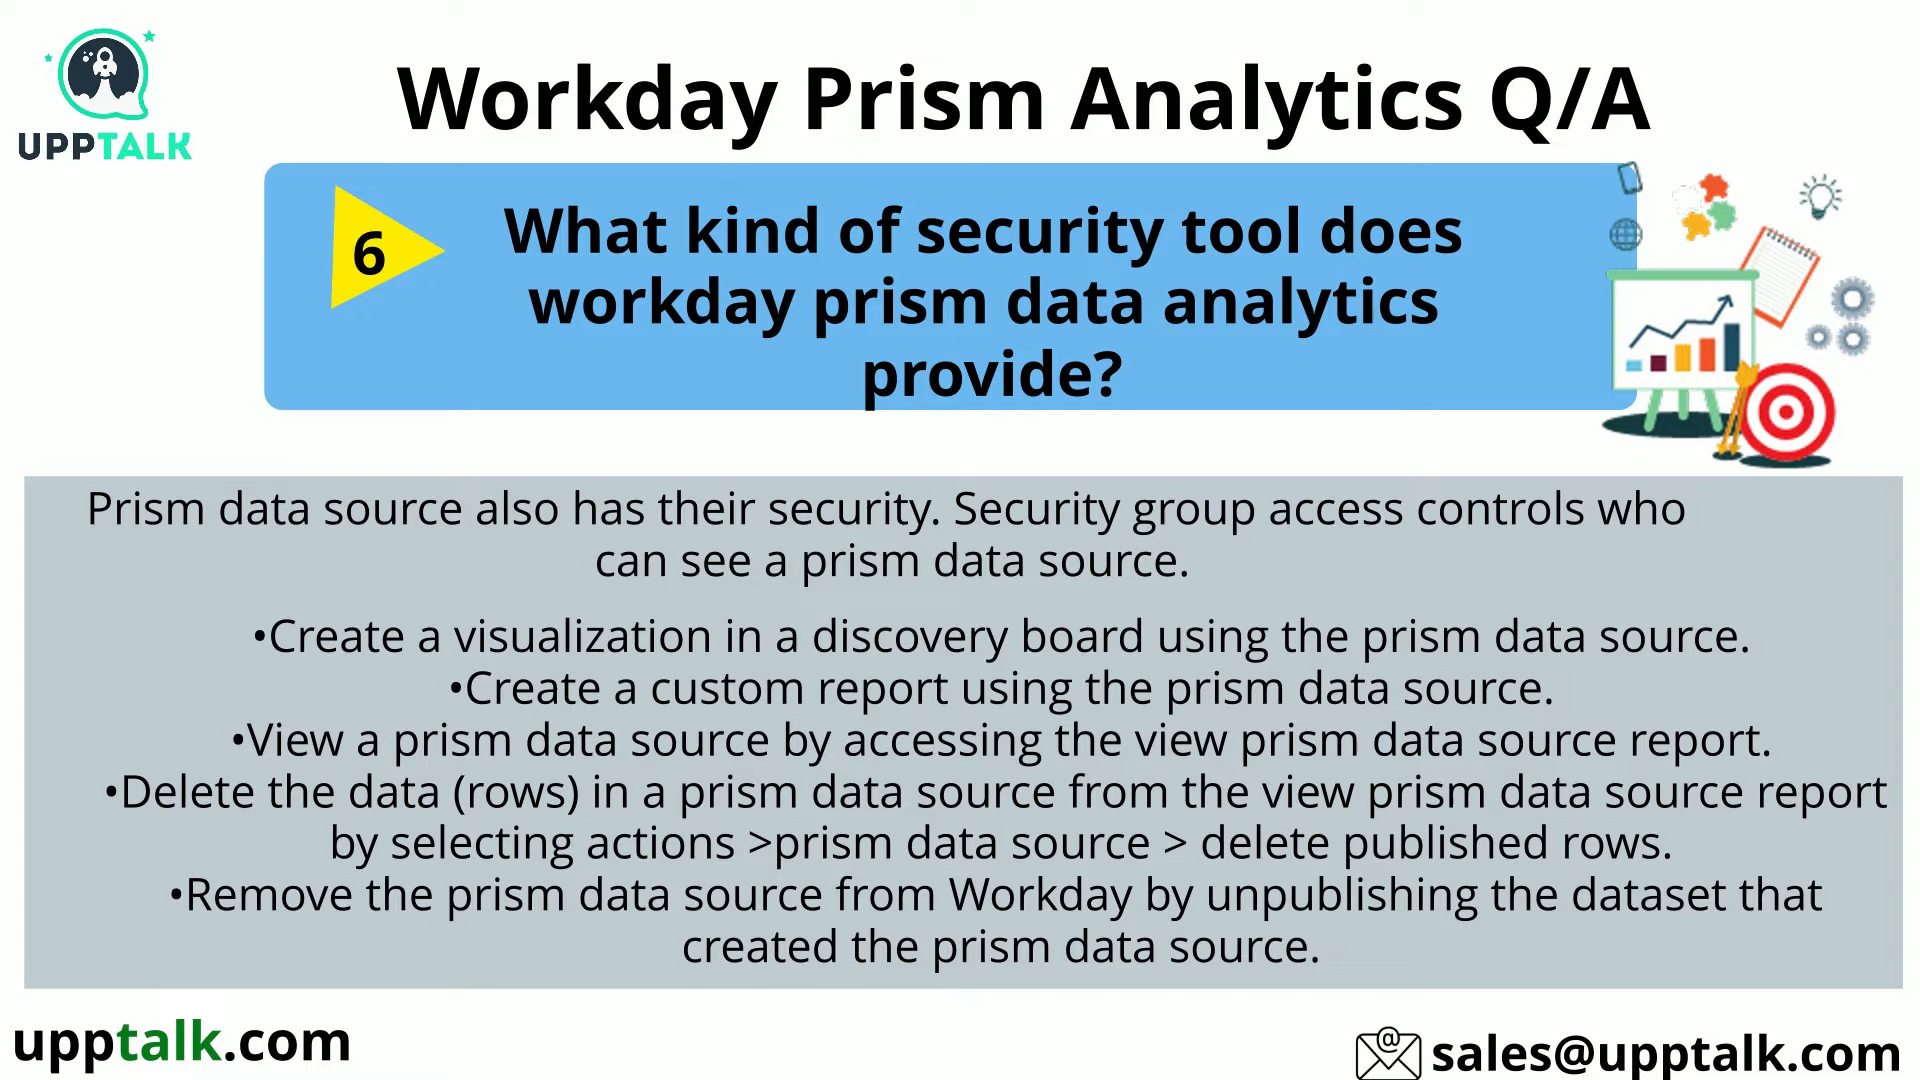 UPPTALK
Workday Prism Analytics Q/A
6
What kind of security tool does
workday prism data analytics
provide?
Prism data source also has their security. Security group access controls who
can see a prism data source.
•Create a visualization in a discovery board using the prism data source.
•Create a custom report using the prism data source.
•View a prism data source by accessing the view prism data source report.
•Delete the data (rows) in a prism data source from the view prism data source report
by selecting actions >prism data source > delete published rows.
•Remove the prism data source from Workday by unpublishing the dataset that
created the prism data source.
upptalk.com
@
sales@upptalk.com